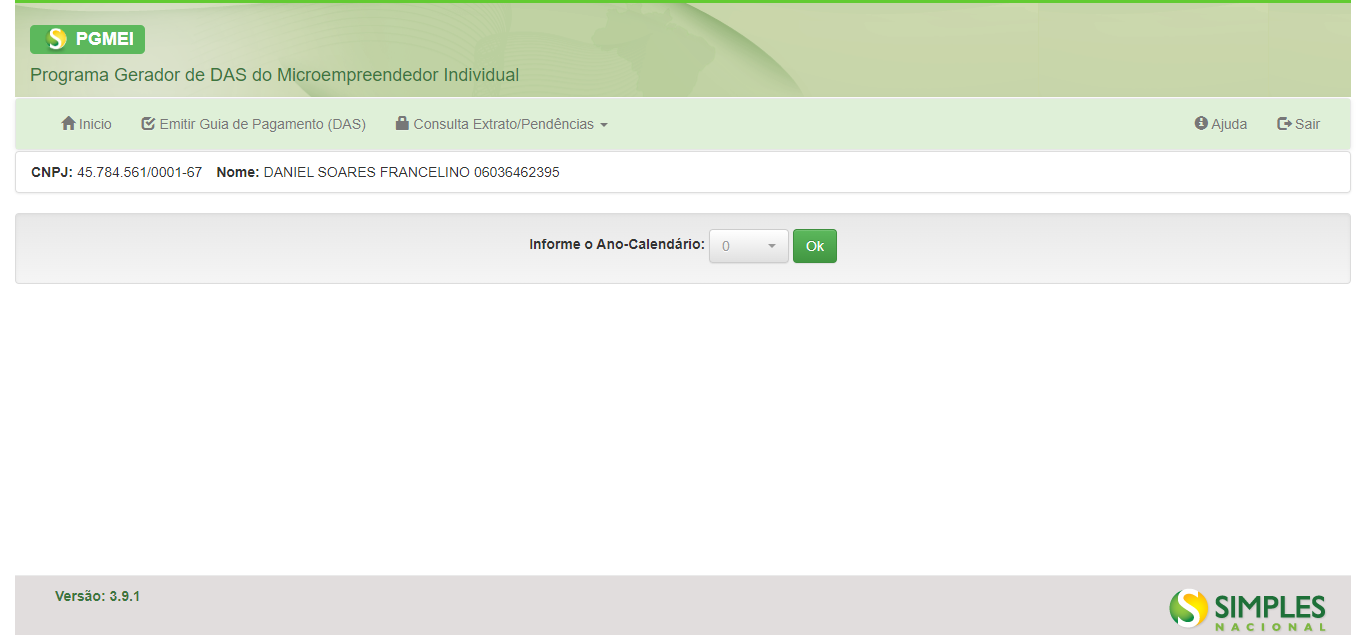 PGMEI
Programa Gerador de DAS do Microempreendedor Individual
Inicio Emitir Guia de Pagamento (DAS) Consulta Extrato/Pendências Ajuda Sair
CNPJ: 45.784.561/0001-67 Nome: DANIEL SOARES FRANCELINO 06036462395
Informe o Ano-Calendário: 0 Ok
Versão: 3.9.1
SIMPLES
NACIONAL